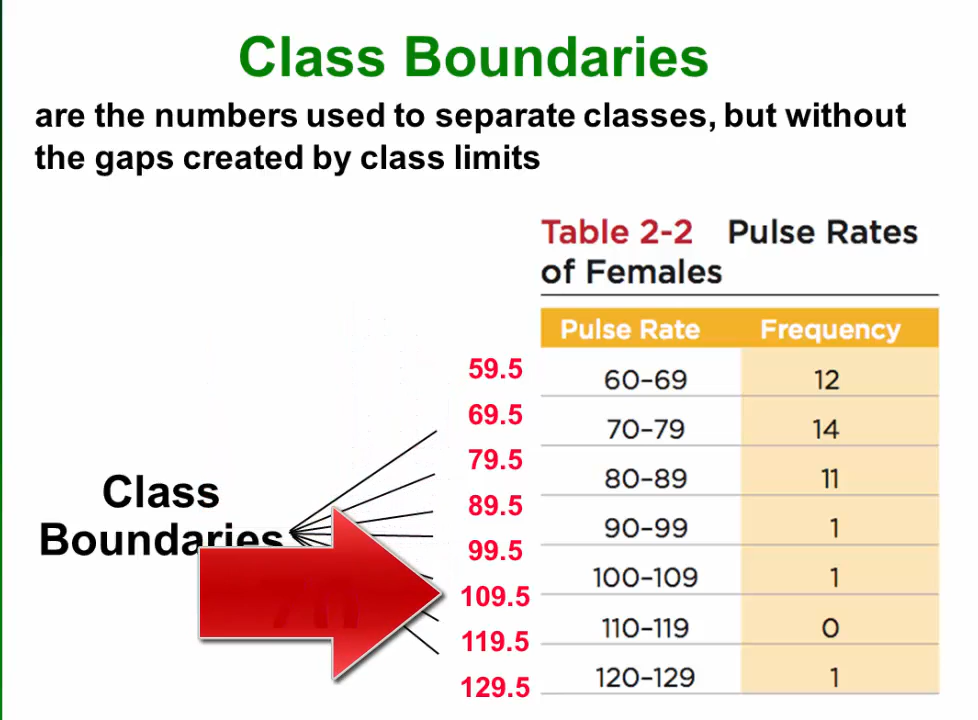 Class Boundaries
are the numbers used to separate classes, but without
the gaps created by class limits
Table 2-2 Pulse Rates
of Females
Pulse Rate Frequency
59.5
60–69 12
69.5
70–79 14
79.5
80–89 11
89.5
90–99 1
99.5
100–109 1
109.5
110–119 0
119.5
120–129 1
129.5
Class
Boundaries